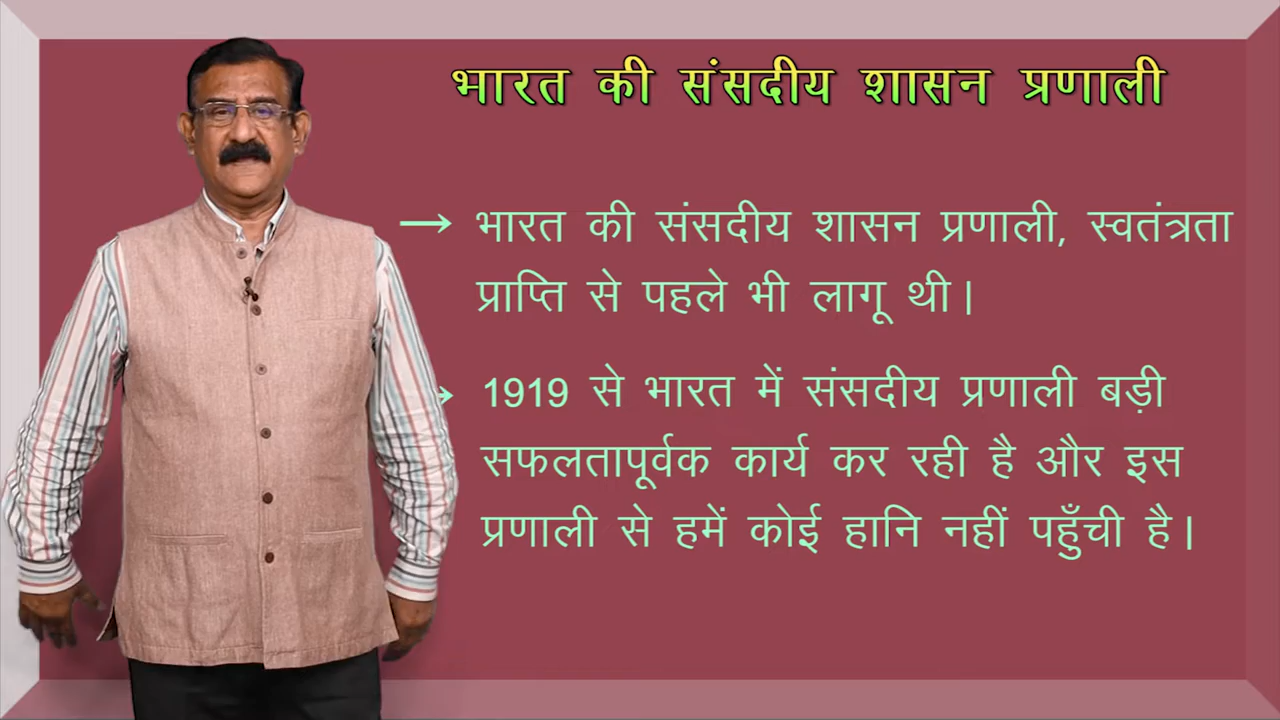 भारत की संसदीय शासन प्रणाली
→ भारत की संसदीय शासन प्रणाली, स्वतंत्रता
प्राप्ति से पहले भी लागू थी।
→ 1919 से भारत में संसदीय प्रणाली बड़ी
सफलतापूर्वक कार्य कर रही है और इस
प्रणाली से हमें कोई हानि नहीं पहुँची है।